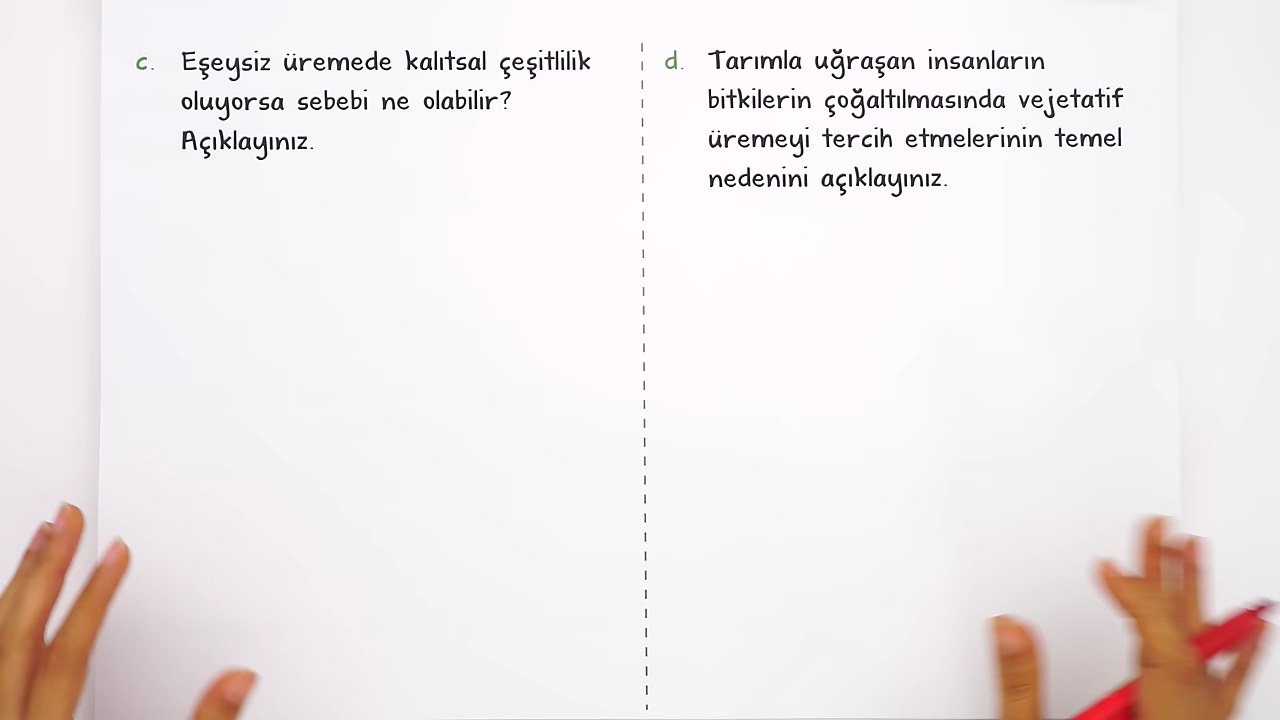 c. Eşeysiz üremede kalıtsal çeşitlilik
oluyorsa sebebi ne olabilir?
Açıklayınız.
d. Tarımla uğraşan insanların
bitkilerin çoğaltılmasında vejetatif
üremeyi tercih etmelerinin temel
nedenini açıklayınız.